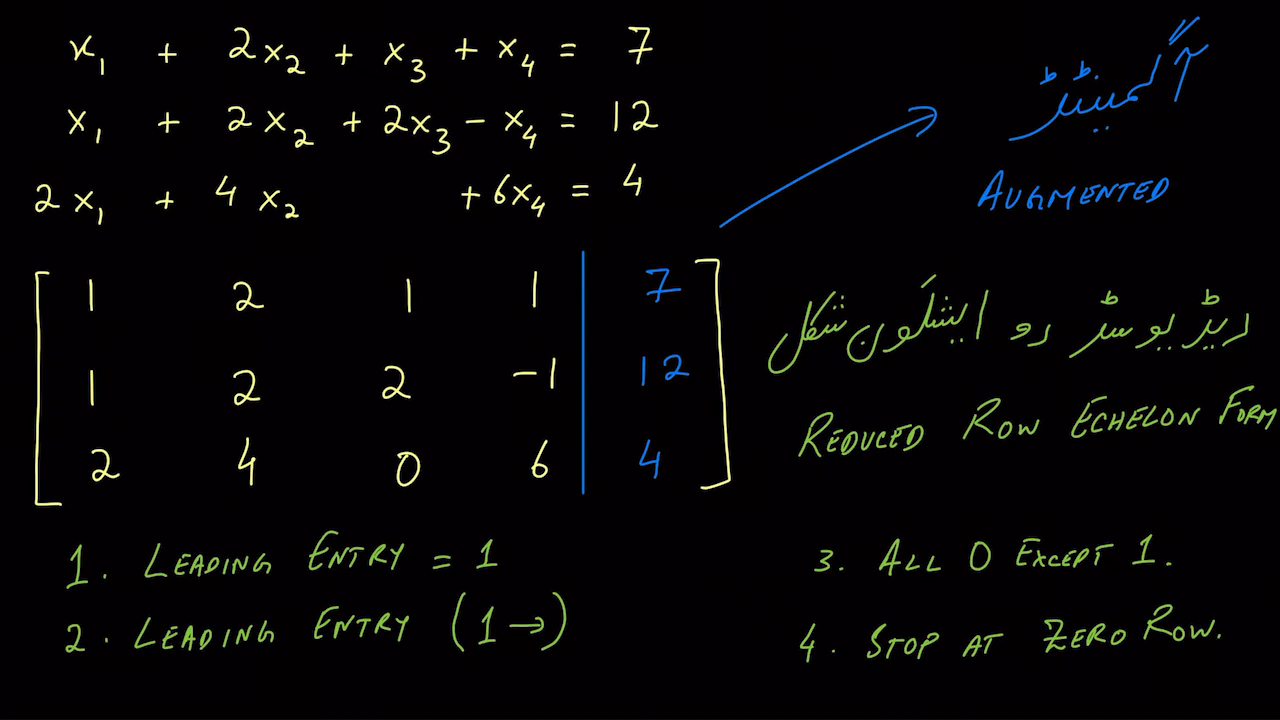 x₁ + 2x₂ + x₃ + x₄ = 7
x₁ + 2x₂ + 2x₃ - x₄ = 12
2x₁ + 4x₂ + 6x₄ = 4
آگمینٹڈ
AUGMENTED
1 2 1 1 | 7
1 2 2 -1 | 12
2 4 0 6 | 4
ریڈیوسڈ رو ایشلون شکل
REDUCED ROW ECHELON FORM
1. LEADING ENTRY = 1
2. LEADING ENTRY (1→)
3. ALL 0 EXCEPT 1.
4. STOP AT ZERO ROW.